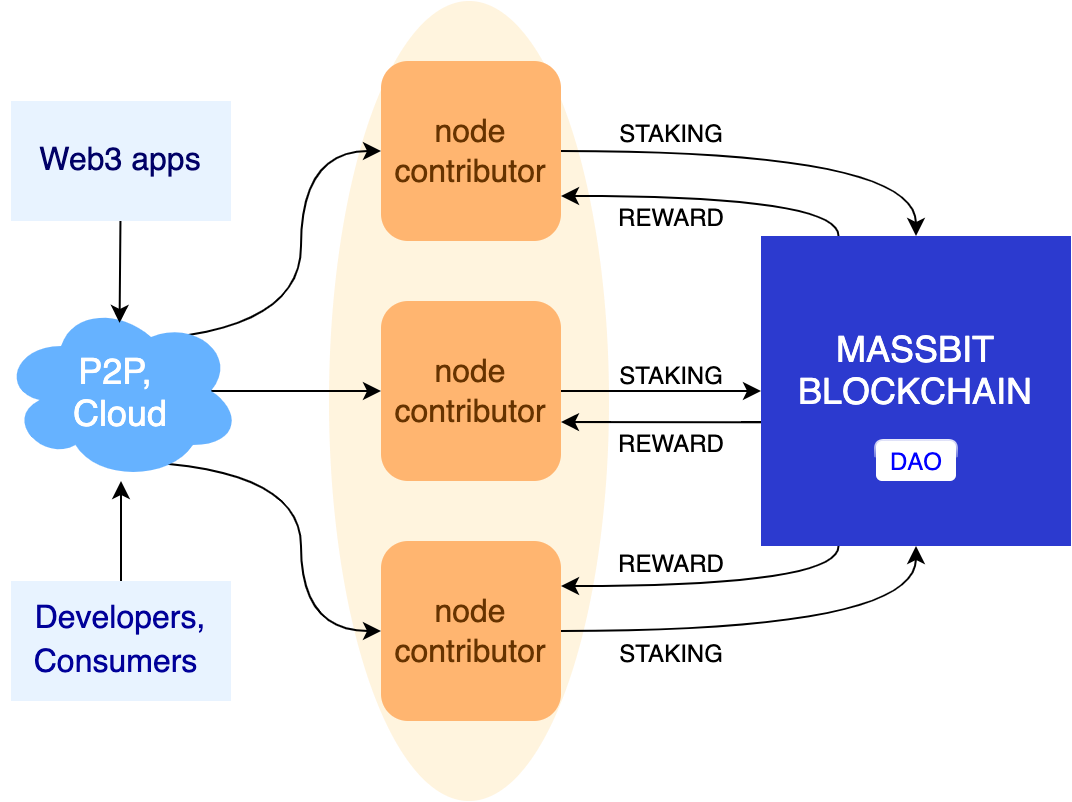 Web3 apps
P2P,
Cloud
Developers,
Consumers
node
contributor
node
contributor
node
contributor
STAKING
REWARD
STAKING
REWARD
REWARD
STAKING
MASSBIT
BLOCKCHAIN
DAO